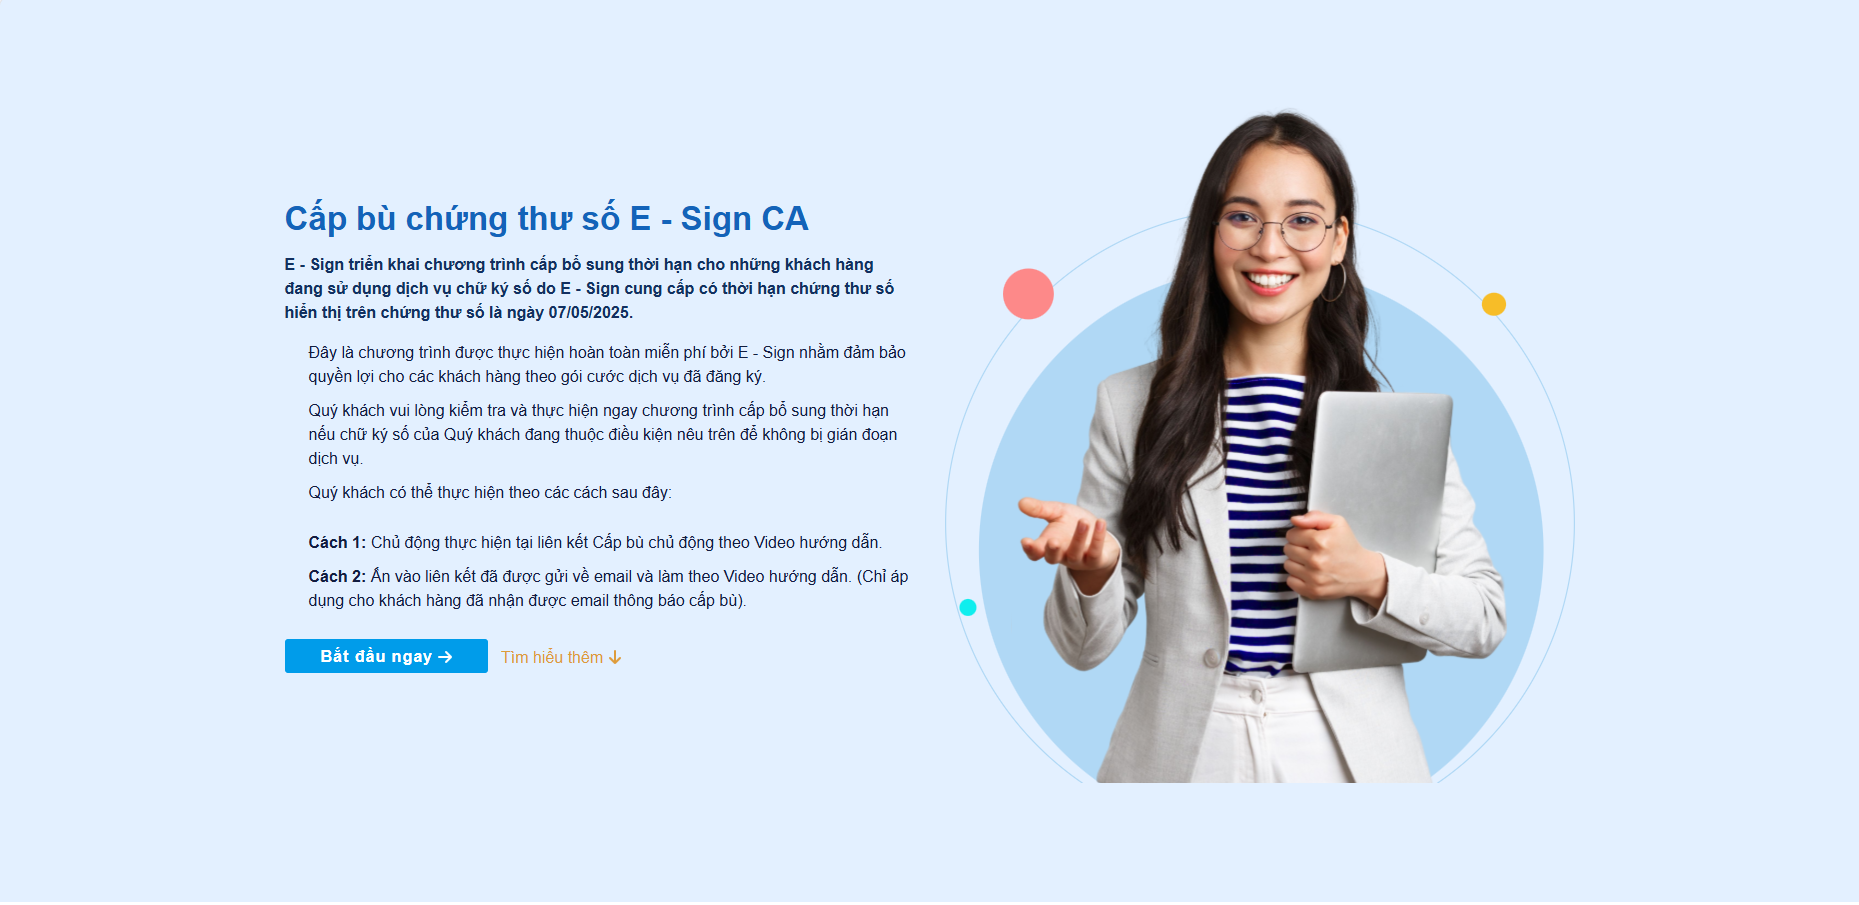 Cấp bù chứng thư số E - Sign CA
E - Sign triển khai chương trình cấp bổ sung thời hạn cho những khách hàng
đang sử dụng dịch vụ chữ ký số do E - Sign cung cấp có thời hạn chứng thư số
hiển thị trên chứng thư số là ngày 07/05/2025.
Đây là chương trình được thực hiện hoàn toàn miễn phí bởi E - Sign nhằm đảm bảo
quyền lợi cho các khách hàng theo gói cước dịch vụ đã đăng ký.
Quý khách vui lòng kiểm tra và thực hiện ngay chương trình cấp bổ sung thời hạn
nếu chữ ký số của Quý khách đang thuộc điều kiện nêu trên để không bị gián đoạn
dịch vụ.
Quý khách có thể thực hiện theo các cách sau đây:
Cách 1: Chủ động thực hiện tại liên kết Cấp bù chủ động theo Video hướng dẫn.
Cách 2: Ấn vào liên kết đã được gửi về email và làm theo Video hướng dẫn. (Chỉ áp
dụng cho khách hàng đã nhận được email thông báo cấp bù).
Bắt đầu ngay → Tìm hiểu thêm ↓